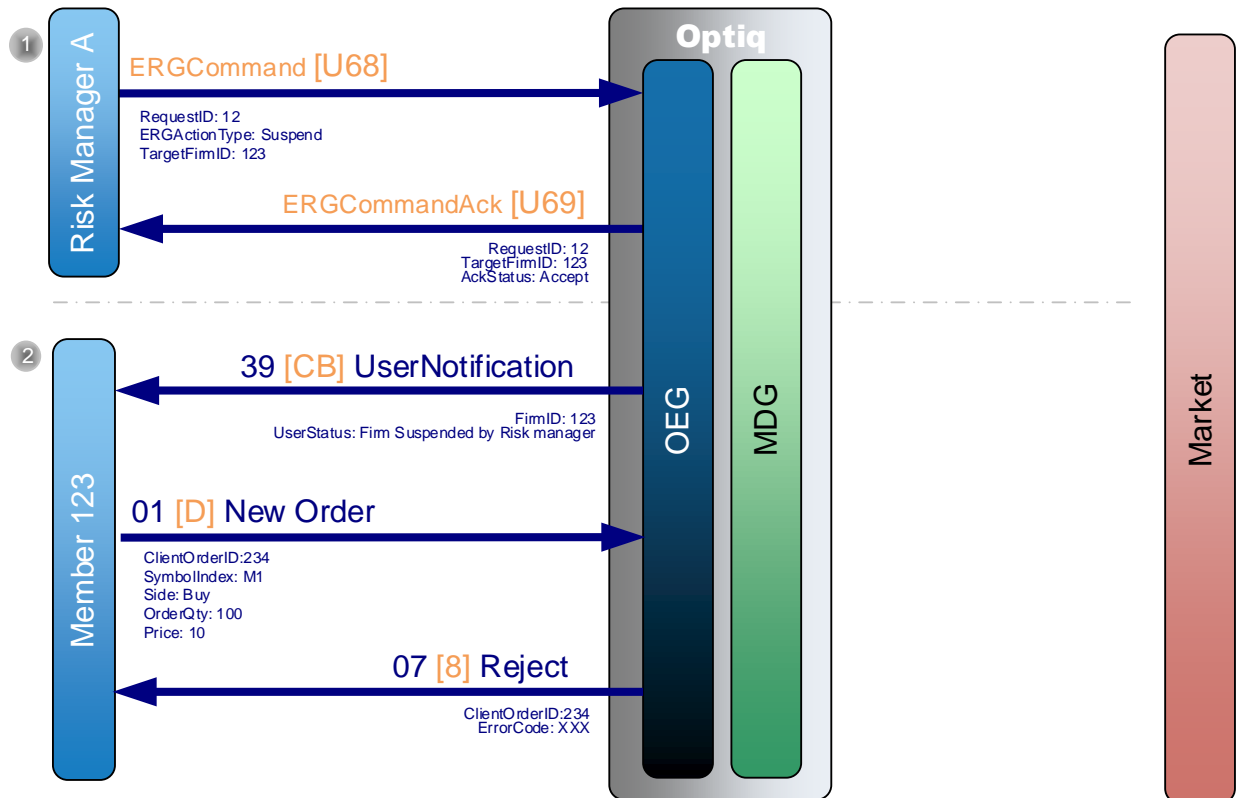 1
Risk Manager A
Optiq
ERGCommand [U68]
RequestID: 12
ERGActionType: Suspend
TargetFirmID: 123
ERGCommandAck [U69]
RequestID: 12
TargetFirmID: 123
AckStatus: Accept
OEG
MDG
Market
2
Member 123
39 [CB] UserNotification
FirmID: 123
UserStatus: Firm Suspended by Risk manager
01 [D] New Order
ClientOrderID:234
SymbolIndex: M1
Side: Buy
OrderQty: 100
Price: 10
07 [8] Reject
ClientOrderID:234
ErrorCode: XXX